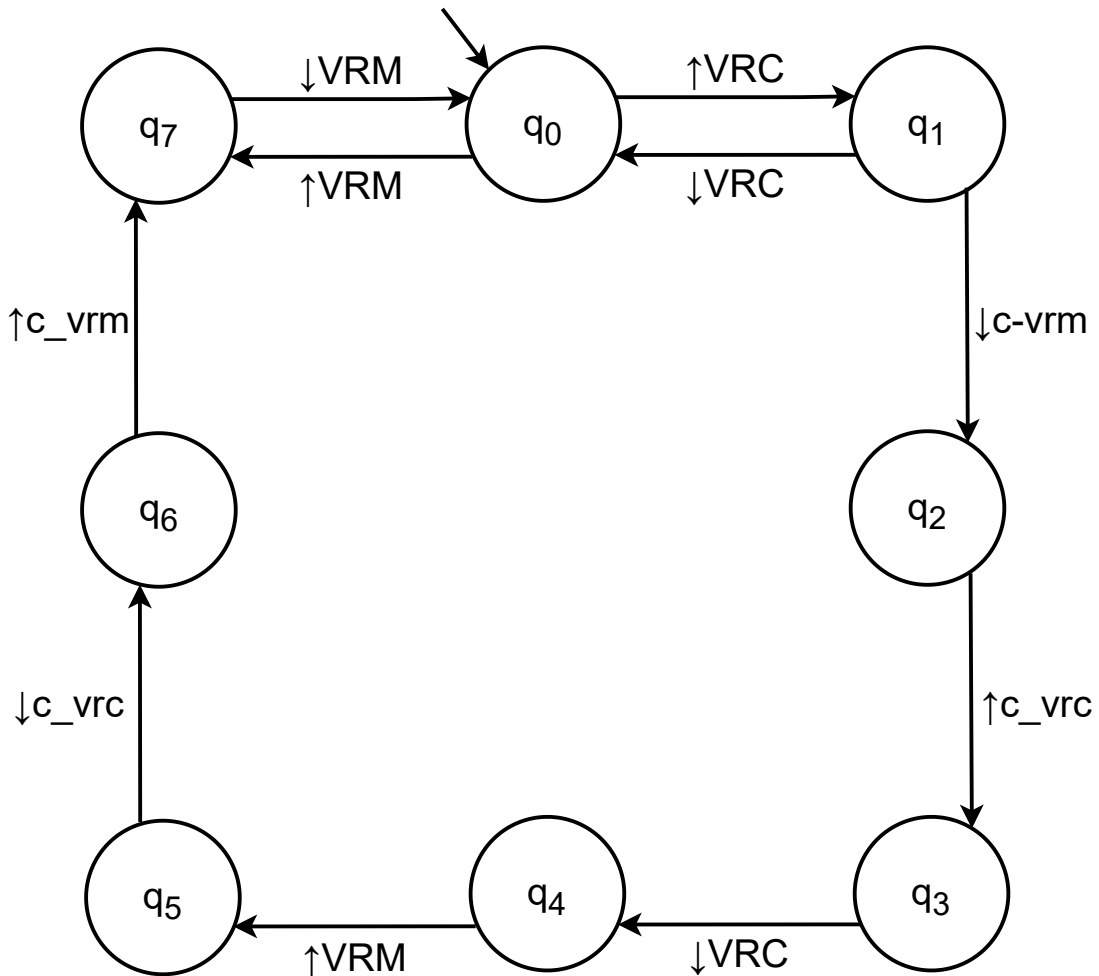 ↓VRM
↑VRC
q7
q0
q1
↑VRM
↓VRC
↑c_vrm
↓c-vrm
q6
q2
↓c_vrc
↑c_vrc
q5
q4
q3
↑VRM
↓VRC